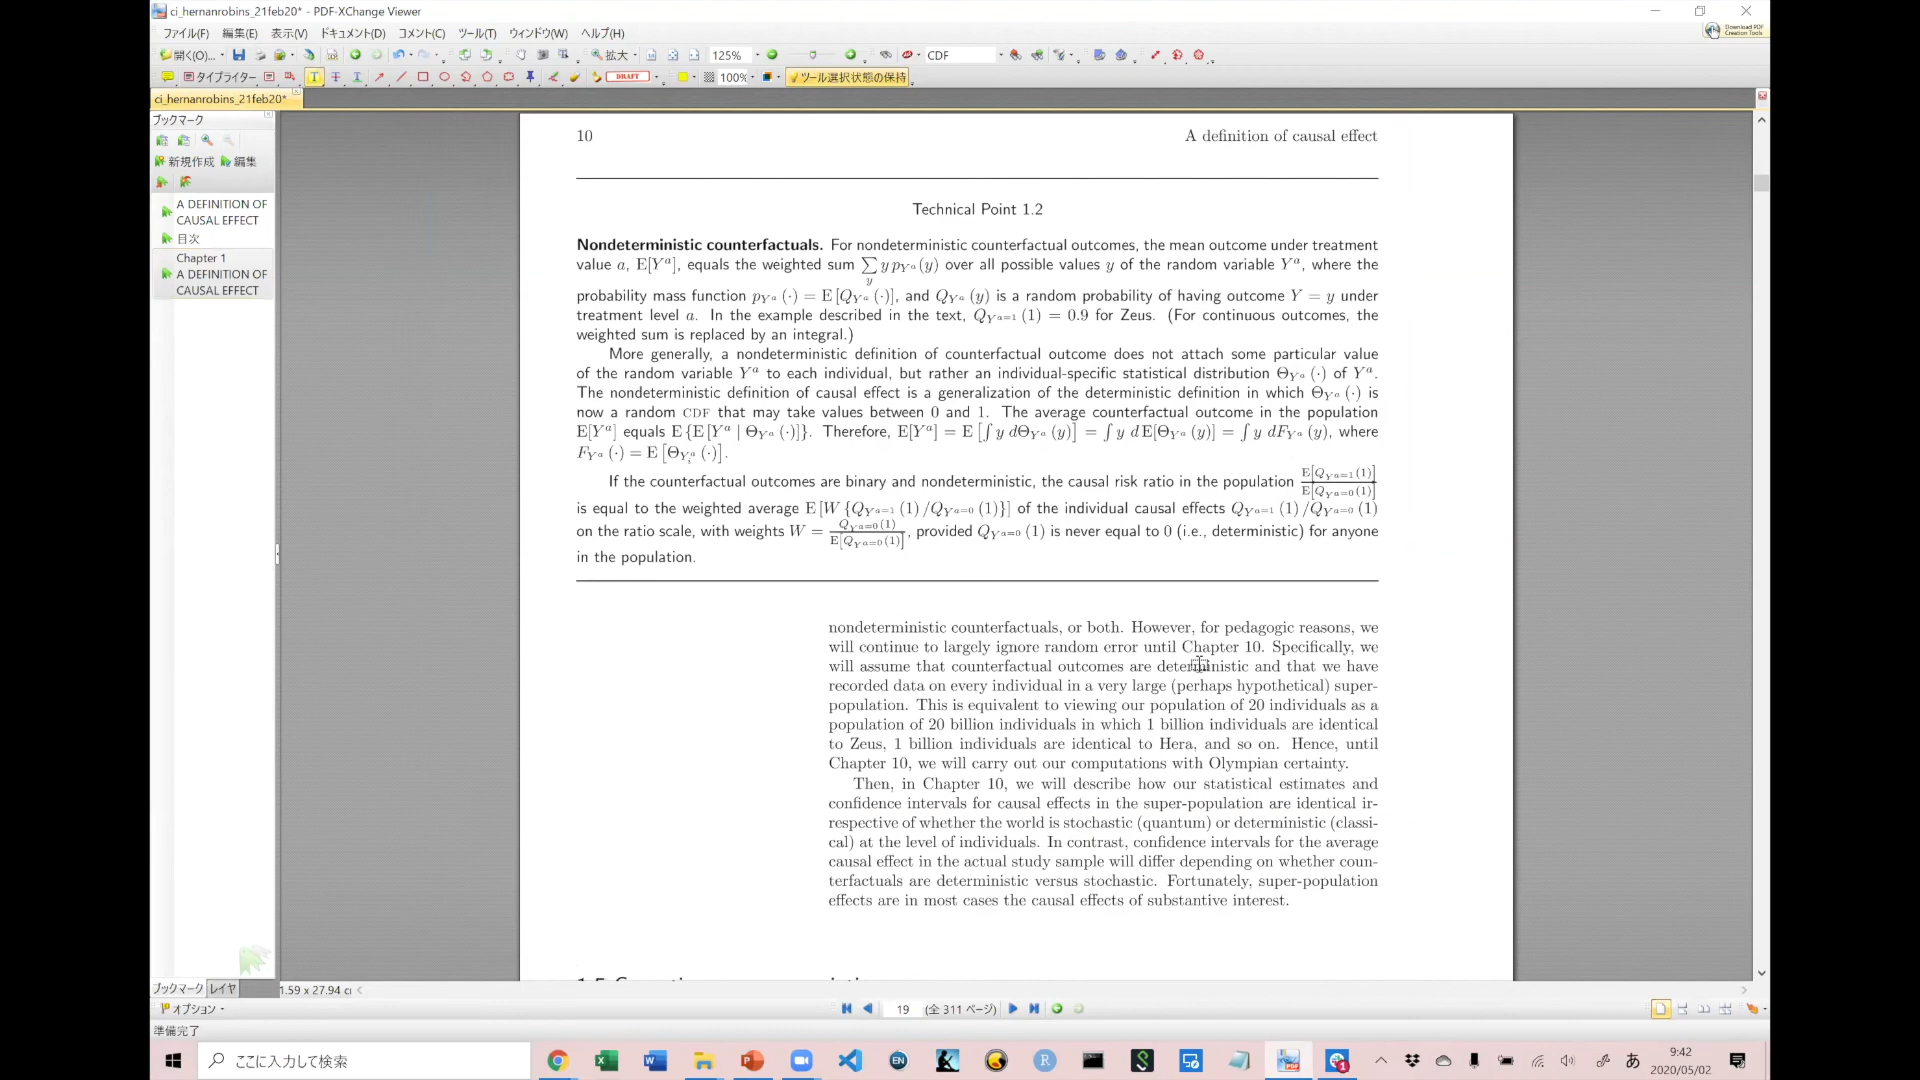 ci_hernanrobins_21feb20* - PDF-XChange Viewer
Download PDF
Creation Tools
ファイル(F) 編集(E) 表示(V) ドキュメント(D) コメント(C) ツール(T) ウィンドウ(W) ヘルプ(H)
開く(O)... 拡大 125% CDF
タイプライター T T T DRAFT 100% ツール選択状態の保持
ci_hernanrobins_21feb20*
ブックマーク
新規作成 編集
A DEFINITION OF
CAUSAL EFFECT
目次
Chapter 1
A DEFINITION OF
CAUSAL EFFECT
10 A definition of causal effect
Technical Point 1.2
Nondeterministic counterfactuals. For nondeterministic counterfactual outcomes, the mean outcome under treatment
value a, E[Y^a], equals the weighted sum ∑_y y p_{Y^a}(y) over all possible values y of the random variable Y^a, where the
probability mass function p_{Y^a}(·) = E[Q_{Y^a}(·)], and Q_{Y^a}(y) is a random probability of having outcome Y = y under
treatment level a. In the example described in the text, Q_{Y^{a=1}}(1) = 0.9 for Zeus. (For continuous outcomes, the
weighted sum is replaced by an integral.)
More generally, a nondeterministic definition of counterfactual outcome does not attach some particular value
of the random variable Y^a to each individual, but rather an individual-specific statistical distribution Θ_{Y^a}(·) of Y^a.
The nondeterministic definition of causal effect is a generalization of the deterministic definition in which Θ_{Y^a}(·) is
now a random CDF that may take values between 0 and 1. The average counterfactual outcome in the population
E[Y^a] equals E{E[Y^a | Θ_{Y^a}(·)]}. Therefore, E[Y^a] = E[∫y dΘ_{Y^a}(y)] = ∫y dE[Θ_{Y^a}(y)] = ∫y dF_{Y^a}(y), where
F_{Y^a}(·) = E[Θ_{Y_i^a}(·)].
If the counterfactual outcomes are binary and nondeterministic, the causal risk ratio in the population E[Q_{Y^{a=1}}(1)]/E[Q_{Y^{a=0}}(1)]
is equal to the weighted average E[W{Q_{Y^{a=1}}(1)/Q_{Y^{a=0}}(1)}] of the individual causal effects Q_{Y^{a=1}}(1)/Q_{Y^{a=0}}(1)
on the ratio scale, with weights W = Q_{Y^{a=0}}(1)/E[Q_{Y^{a=0}}(1)], provided Q_{Y^{a=0}}(1) is never equal to 0 (i.e., deterministic) for anyone
in the population.
nondeterministic counterfactuals, or both. However, for pedagogic reasons, we
will continue to largely ignore random error until Chapter 10. Specifically, we
will assume that counterfactual outcomes are deterministic and that we have
recorded data on every individual in a very large (perhaps hypothetical) super-
population. This is equivalent to viewing our population of 20 individuals as a
population of 20 billion individuals in which 1 billion individuals are identical
to Zeus, 1 billion individuals are identical to Hera, and so on. Hence, until
Chapter 10, we will carry out our computations with Olympian certainty.
Then, in Chapter 10, we will describe how our statistical estimates and
confidence intervals for causal effects in the super-population are identical ir-
respective of whether the world is stochastic (quantum) or deterministic (classi-
cal) at the level of individuals. In contrast, confidence intervals for the average
causal effect in the actual study sample will differ depending on whether coun-
terfactuals are deterministic versus stochastic. Fortunately, super-population
effects are in most cases the causal effects of substantive interest.
ブックマーク レイヤ
1.59 x 27.94 c
オプション
19 (全 311 ページ)
準備完了
ここに入力して検索
EN R S
あ
9:42
2020/05/02